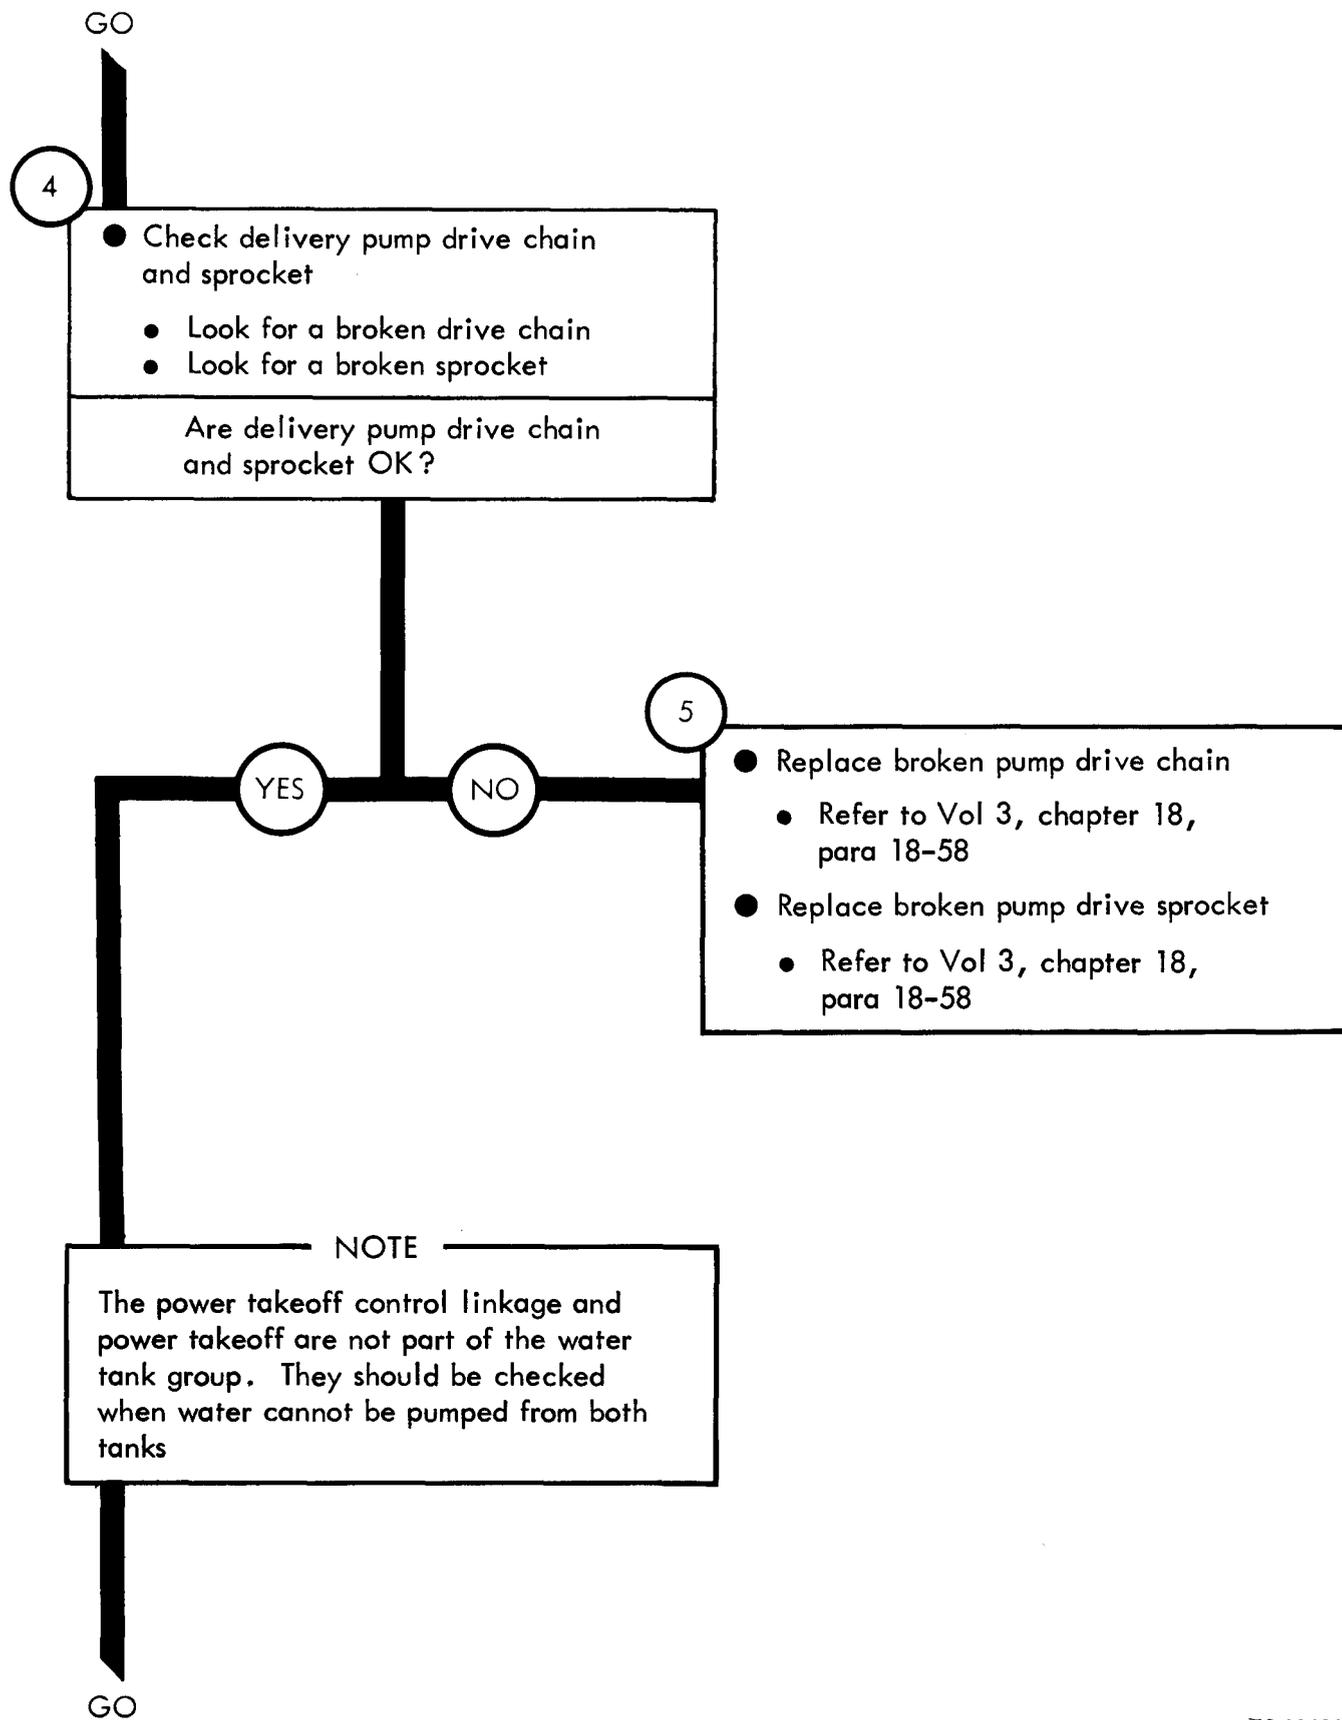 GO
4
● Check delivery pump drive chain
and sprocket
● Look for a broken drive chain
● Look for a broken sprocket
Are delivery pump drive chain
and sprocket OK?
YES
NO
5
● Replace broken pump drive chain
● Refer to Vol 3, chapter 18,
para 18-58
● Replace broken pump drive sprocket
● Refer to Vol 3, chapter 18,
para 18-58
NOTE
The power takeoff control linkage and
power takeoff are not part of the water
tank group. They should be checked
when water cannot be pumped from both
tanks
GO